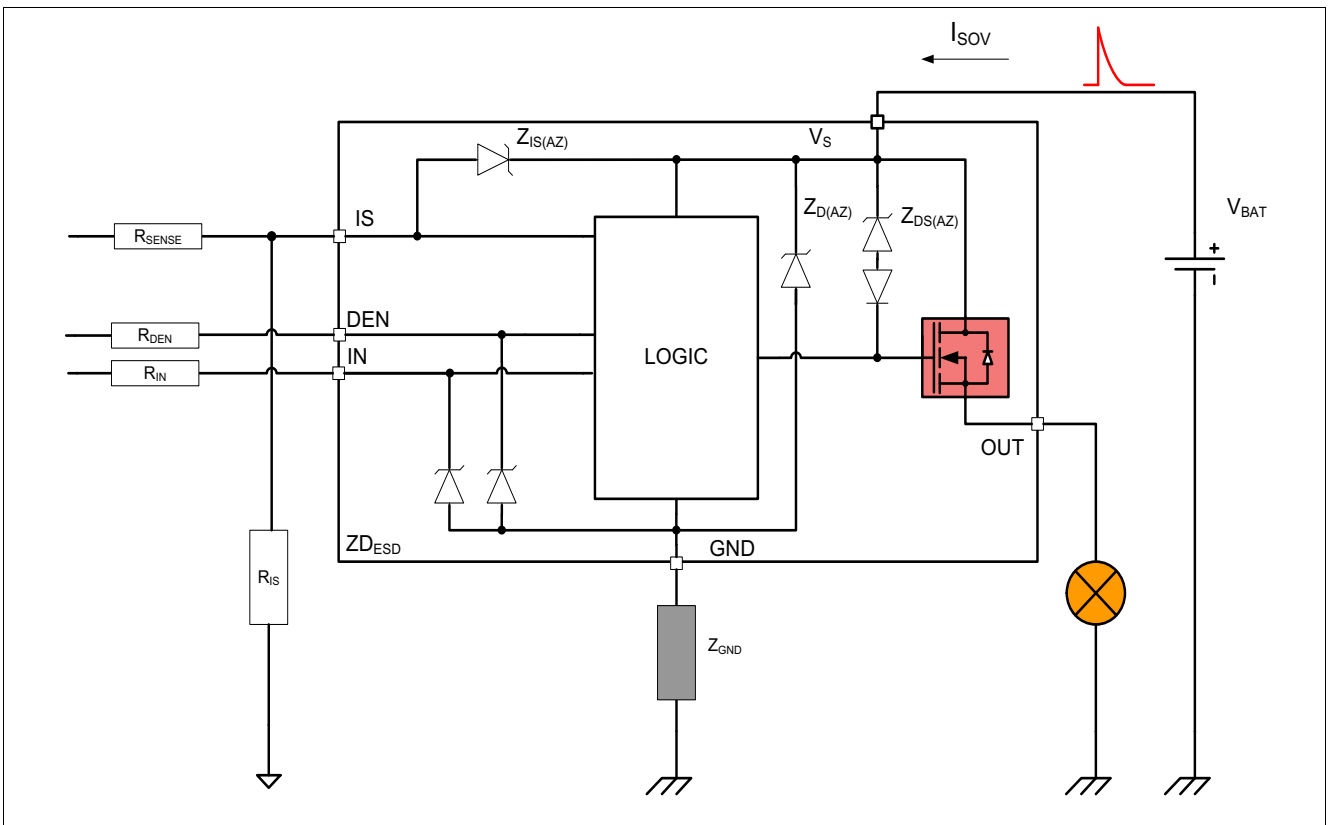 ISOV
ZIS(AZ)
VS
ZD(AZ)
ZDS(AZ)
VBAT
IS
RSENSE
+
-
DEN
RDEN
IN
RIN
LOGIC
OUT
ZDESD
GND
RIS
ZGND